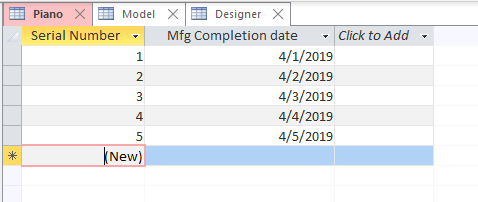 Piano Model Designer
Serial Number Mfg Completion date Click to Add
1 4/1/2019
2 4/2/2019
3 4/3/2019
4 4/4/2019
5 4/5/2019
(New)